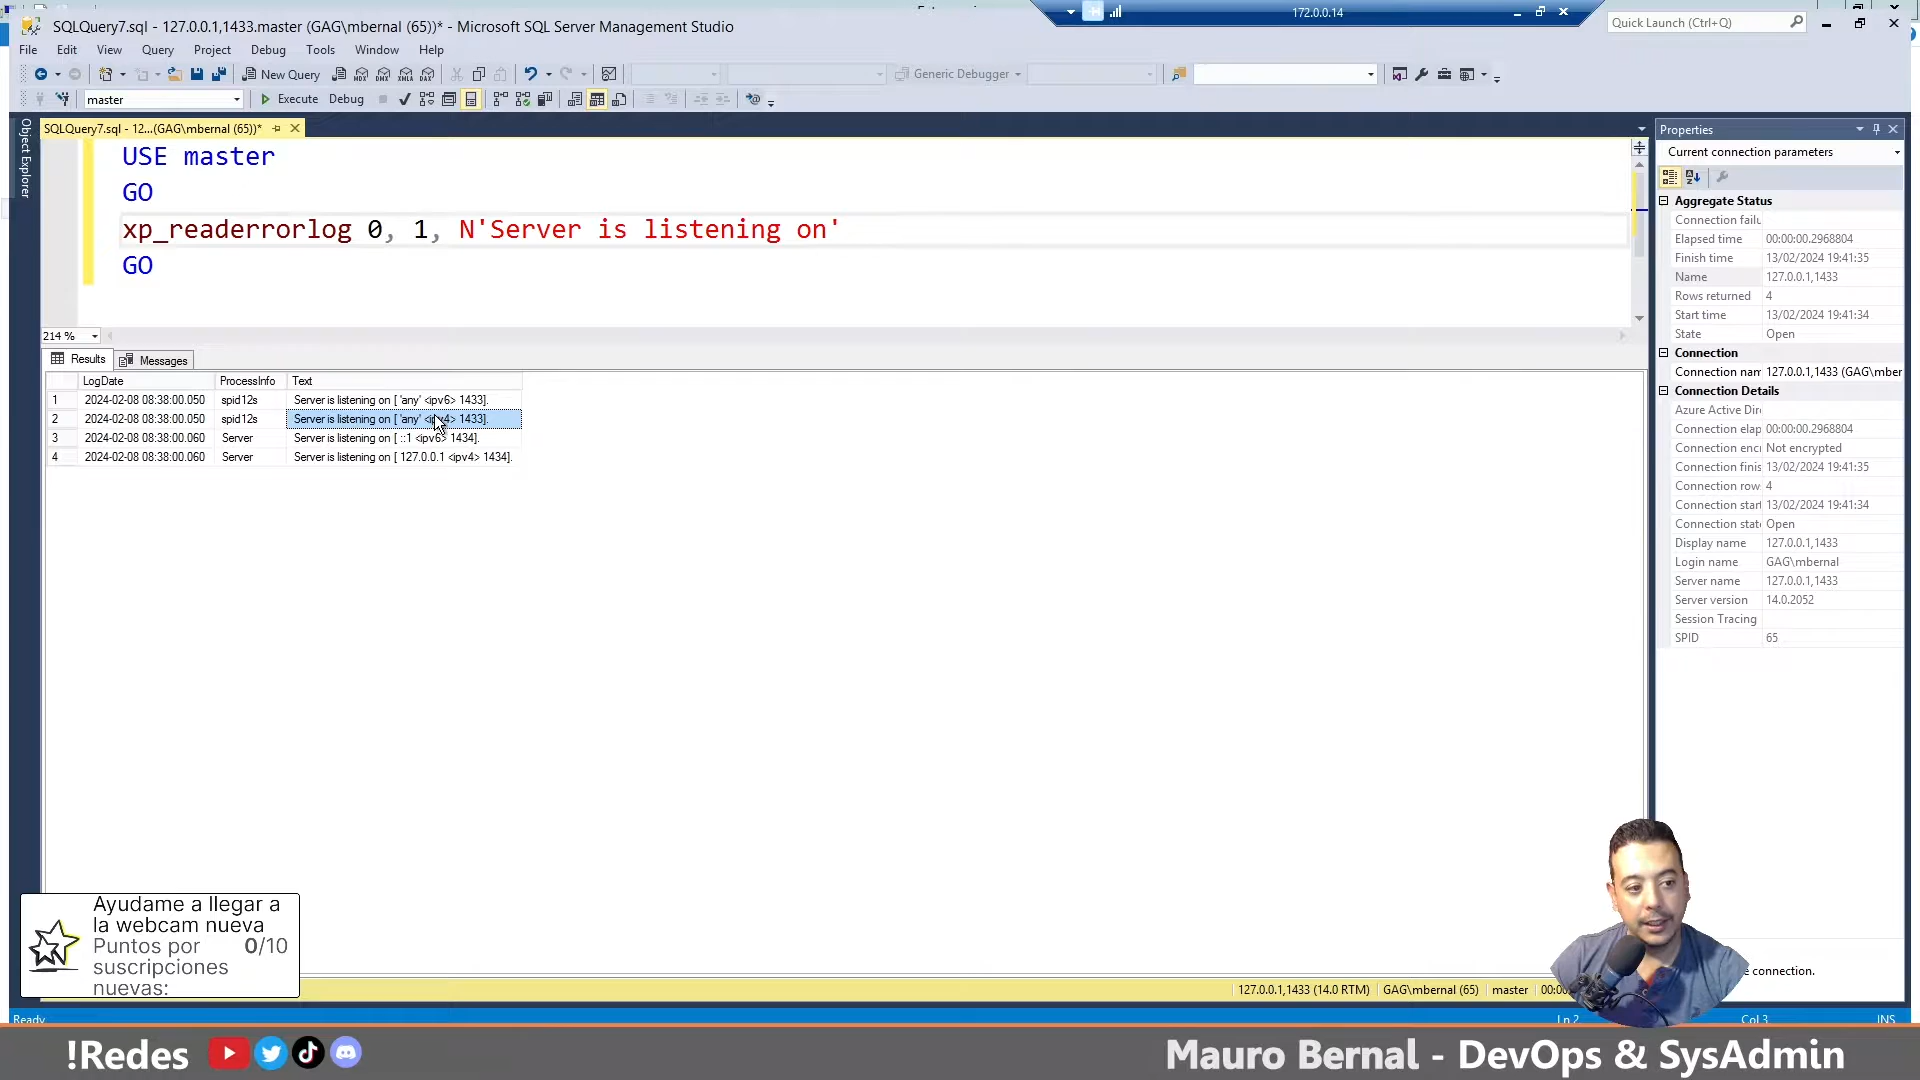 172.0.0.14
SQLQuery7.sql - 127.0.0.1,1433.master (GAG\mbernal (65))* - Microsoft SQL Server Management Studio
Quick Launch (Ctrl+Q)
File Edit View Query Project Debug Tools Window Help
New Query
MDX DMX XMLA DAX
Generic Debugger
master
Execute Debug
Object Explorer
SQLQuery7.sql - 12...(GAG\mbernal (65))*
USE master
GO
xp_readerrorlog 0, 1, N'Server is listening on'
GO
214 %
Results Messages
LogDate ProcessInfo Text
1 2024-02-08 08:38:00.050 spid12s Server is listening on [ 'any' <ipv6> 1433].
2 2024-02-08 08:38:00.050 spid12s Server is listening on [ 'any' <ipv4> 1433].
3 2024-02-08 08:38:00.060 Server Server is listening on [ ::1 <ipv6> 1434].
4 2024-02-08 08:38:00.060 Server Server is listening on [ 127.0.0.1 <ipv4> 1434].
Properties
Current connection parameters
Aggregate Status
Connection failu
Elapsed time 00:00:00.2968804
Finish time 13/02/2024 19:41:35
Name 127.0.0.1,1433
Rows returned 4
Start time 13/02/2024 19:41:34
State Open
Connection
Connection nam 127.0.0.1,1433 (GAG\mber
Connection Details
Azure Active Dire
Connection elap 00:00:00.2968804
Connection encr Not encrypted
Connection finis 13/02/2024 19:41:35
Connection row 4
Connection start 13/02/2024 19:41:34
Connection stat Open
Display name 127.0.0.1,1433
Login name GAG\mbernal
Server name 127.0.0.1,1433
Server version 14.0.2052
Session Tracing
SPID 65
e connection.
Ayudame a llegar a
la webcam nueva
Puntos por 0/10
suscripciones
nuevas:
127.0.0.1,1433 (14.0 RTM) GAG\mbernal (65) master 00:00
Ready Ln 2 Col 3 INS
!Redes
Mauro Bernal - DevOps & SysAdmin